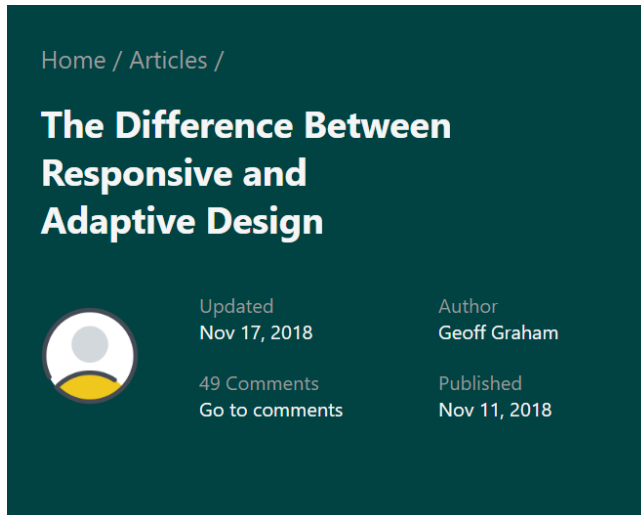 Home / Articles /
The Difference Between
Responsive and
Adaptive Design
Updated
Nov 17, 2018
Author
Geoff Graham
49 Comments
Go to comments
Published
Nov 11, 2018